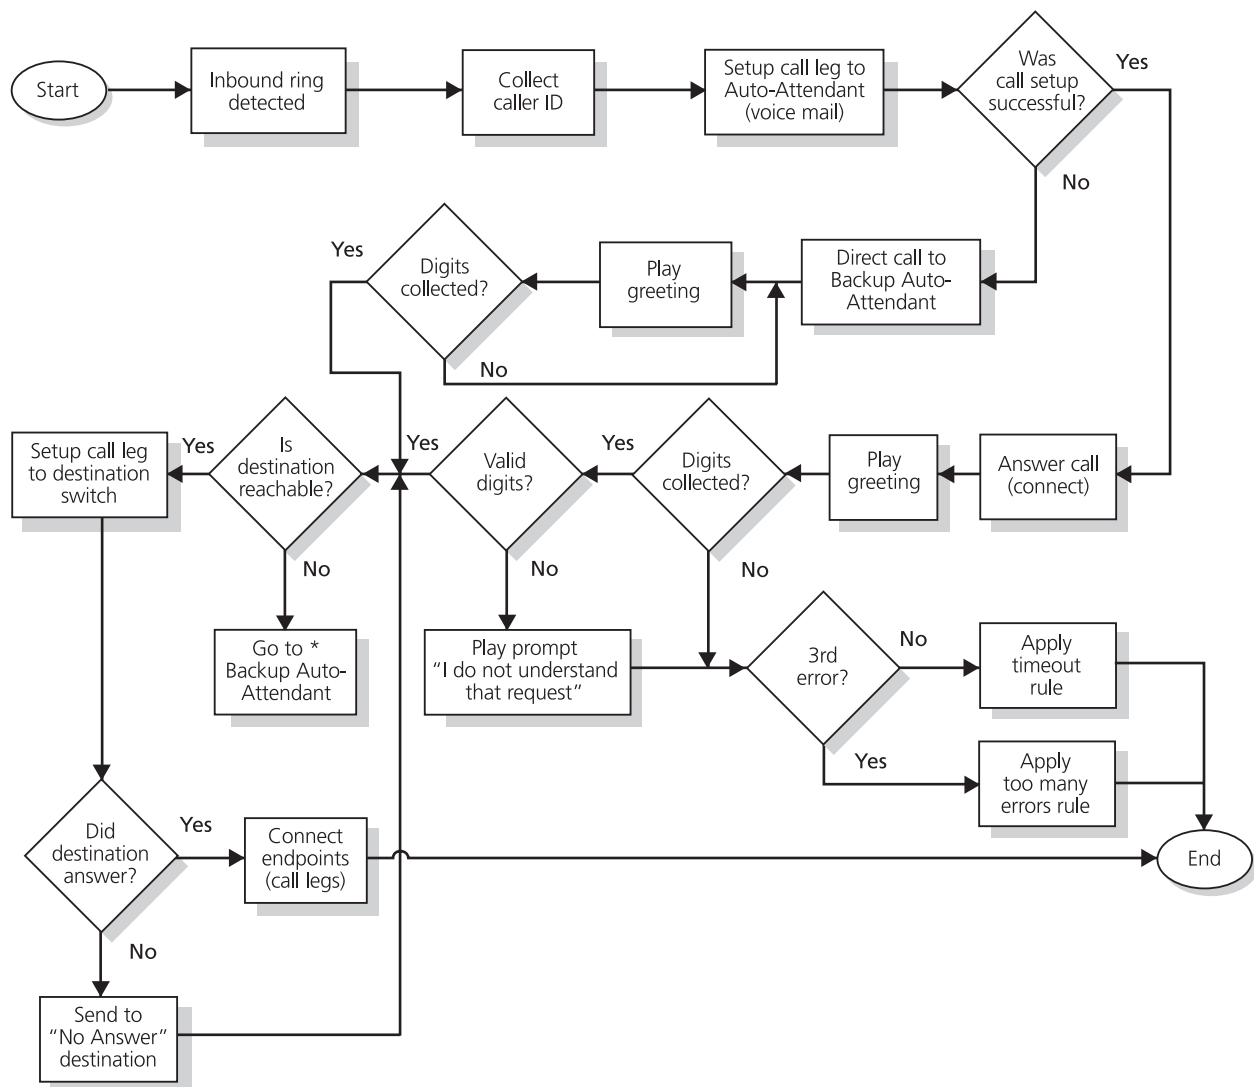 Start
Inbound ring
detected
Collect
caller ID
Setup call leg to
Auto-Attendant
(voice mail)
Was
call setup
successful?
Yes
No
Yes
Digits
collected?
No
Play
greeting
Direct call to
Backup Auto-
Attendant
Setup call leg
to destination
switch
Yes
Is
destination
reachable?
No
Yes
Valid
digits?
No
Yes
Digits
collected?
No
Play
greeting
Answer call
(connect)
Go to *
Backup Auto-
Attendant
Play prompt
“I do not understand
that request”
3rd
error?
No
Yes
Apply
timeout
rule
Apply
too many
errors rule
Did
destination
answer?
Yes
No
Connect
endpoints
(call legs)
End
Send to
“No Answer”
destination